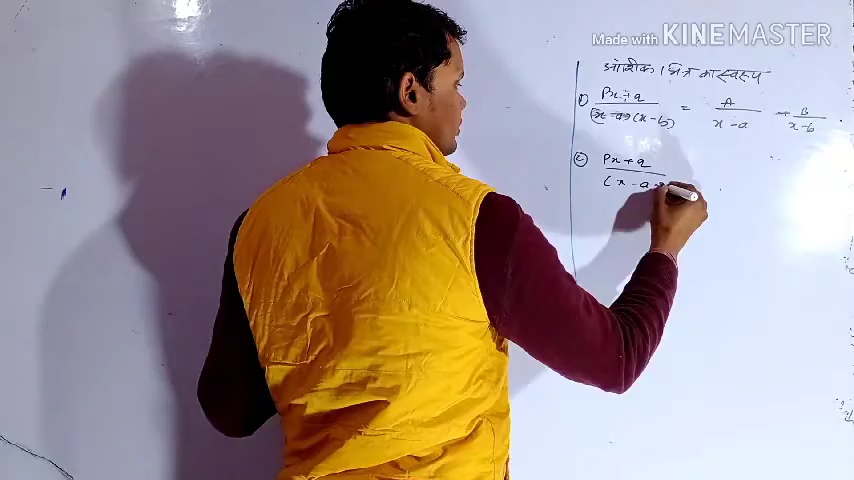 Made with KINEMASTER
आंशिक भिन्न का स्वरूप
① Px+q / (x-a)(x-b) = A / x-a + B / x-b
② Px+q / (x-a)